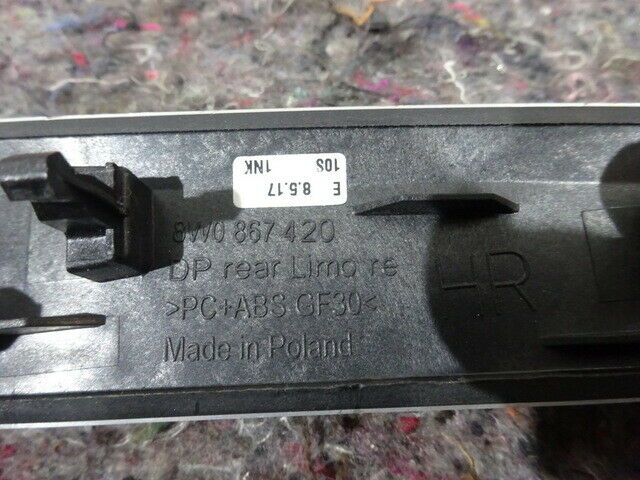 E 8.5.17 1NK
10S
8W0 867 420
DP rear Limo re
>PC+ABS GF30<
Made in Poland
HR